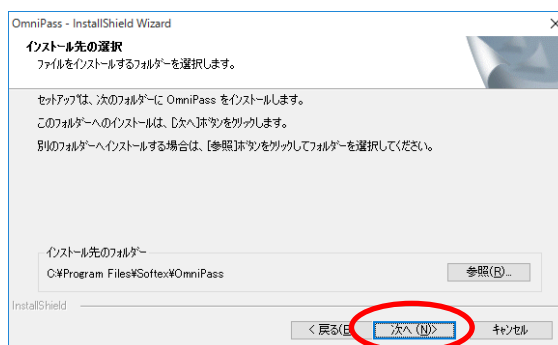 OmniPass - InstallShield Wizard
インストール先の選択
ファイルをインストールするフォルダーを選択します。
セットアップは、次のフォルダーに OmniPass をインストールします。
このフォルダーへのインストールは、[次へ]ボタンをクリックします。
別のフォルダーへインストールする場合は、[参照]ボタンをクリックしてフォルダーを選択してください。
インストール先のフォルダー
C:¥Program Files¥Softex¥OmniPass
参照(R)...
InstallShield
< 戻る(B
次へ (N)>
キャンセル